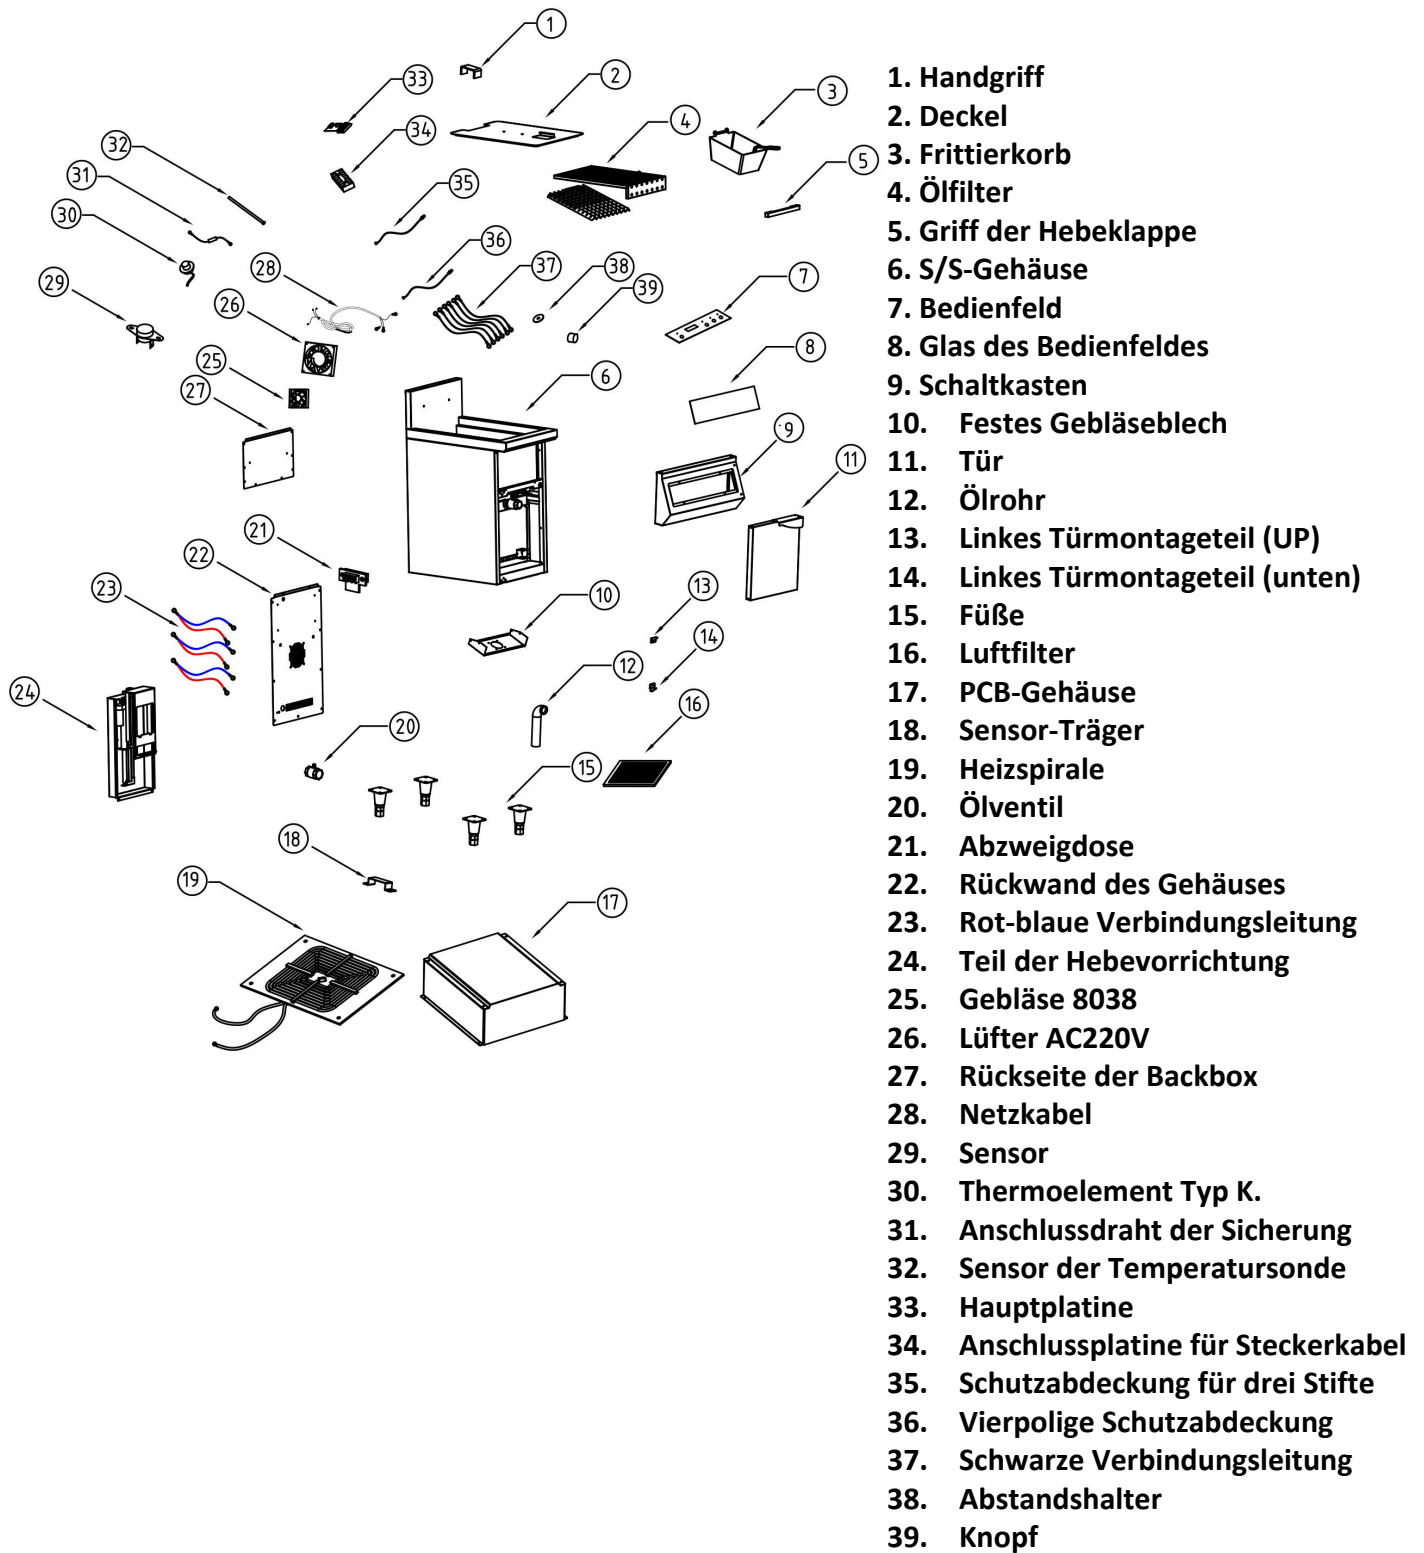 1
33
2
3
4
34
32
5
31
35
30
36
28
37
38
7
29
39
26
8
25
6
27
9
11
21
22
23
10
13
14
12
24
16
20
15
18
19
17
1. Handgriff
2. Deckel
3. Frittierkorb
4. Ölfilter
5. Griff der Hebeklappe
6. S/S-Gehäuse
7. Bedienfeld
8. Glas des Bedienfeldes
9. Schaltkasten
10. Festes Gebläseblech
11. Tür
12. Ölrohr
13. Linkes Türmontageteil (UP)
14. Linkes Türmontageteil (unten)
15. Füße
16. Luftfilter
17. PCB-Gehäuse
18. Sensor-Träger
19. Heizspirale
20. Ölventil
21. Abzweigdose
22. Rückwand des Gehäuses
23. Rot-blaue Verbindungsleitung
24. Teil der Hebevorrichtung
25. Gebläse 8038
26. Lüfter AC220V
27. Rückseite der Backbox
28. Netzkabel
29. Sensor
30. Thermoelement Typ K.
31. Anschlussdraht der Sicherung
32. Sensor der Temperatursonde
33. Hauptplatine
34. Anschlussplatine für Steckerkabel
35. Schutzabdeckung für drei Stifte
36. Vierpolige Schutzabdeckung
37. Schwarze Verbindungsleitung
38. Abstandshalter
39. Knopf